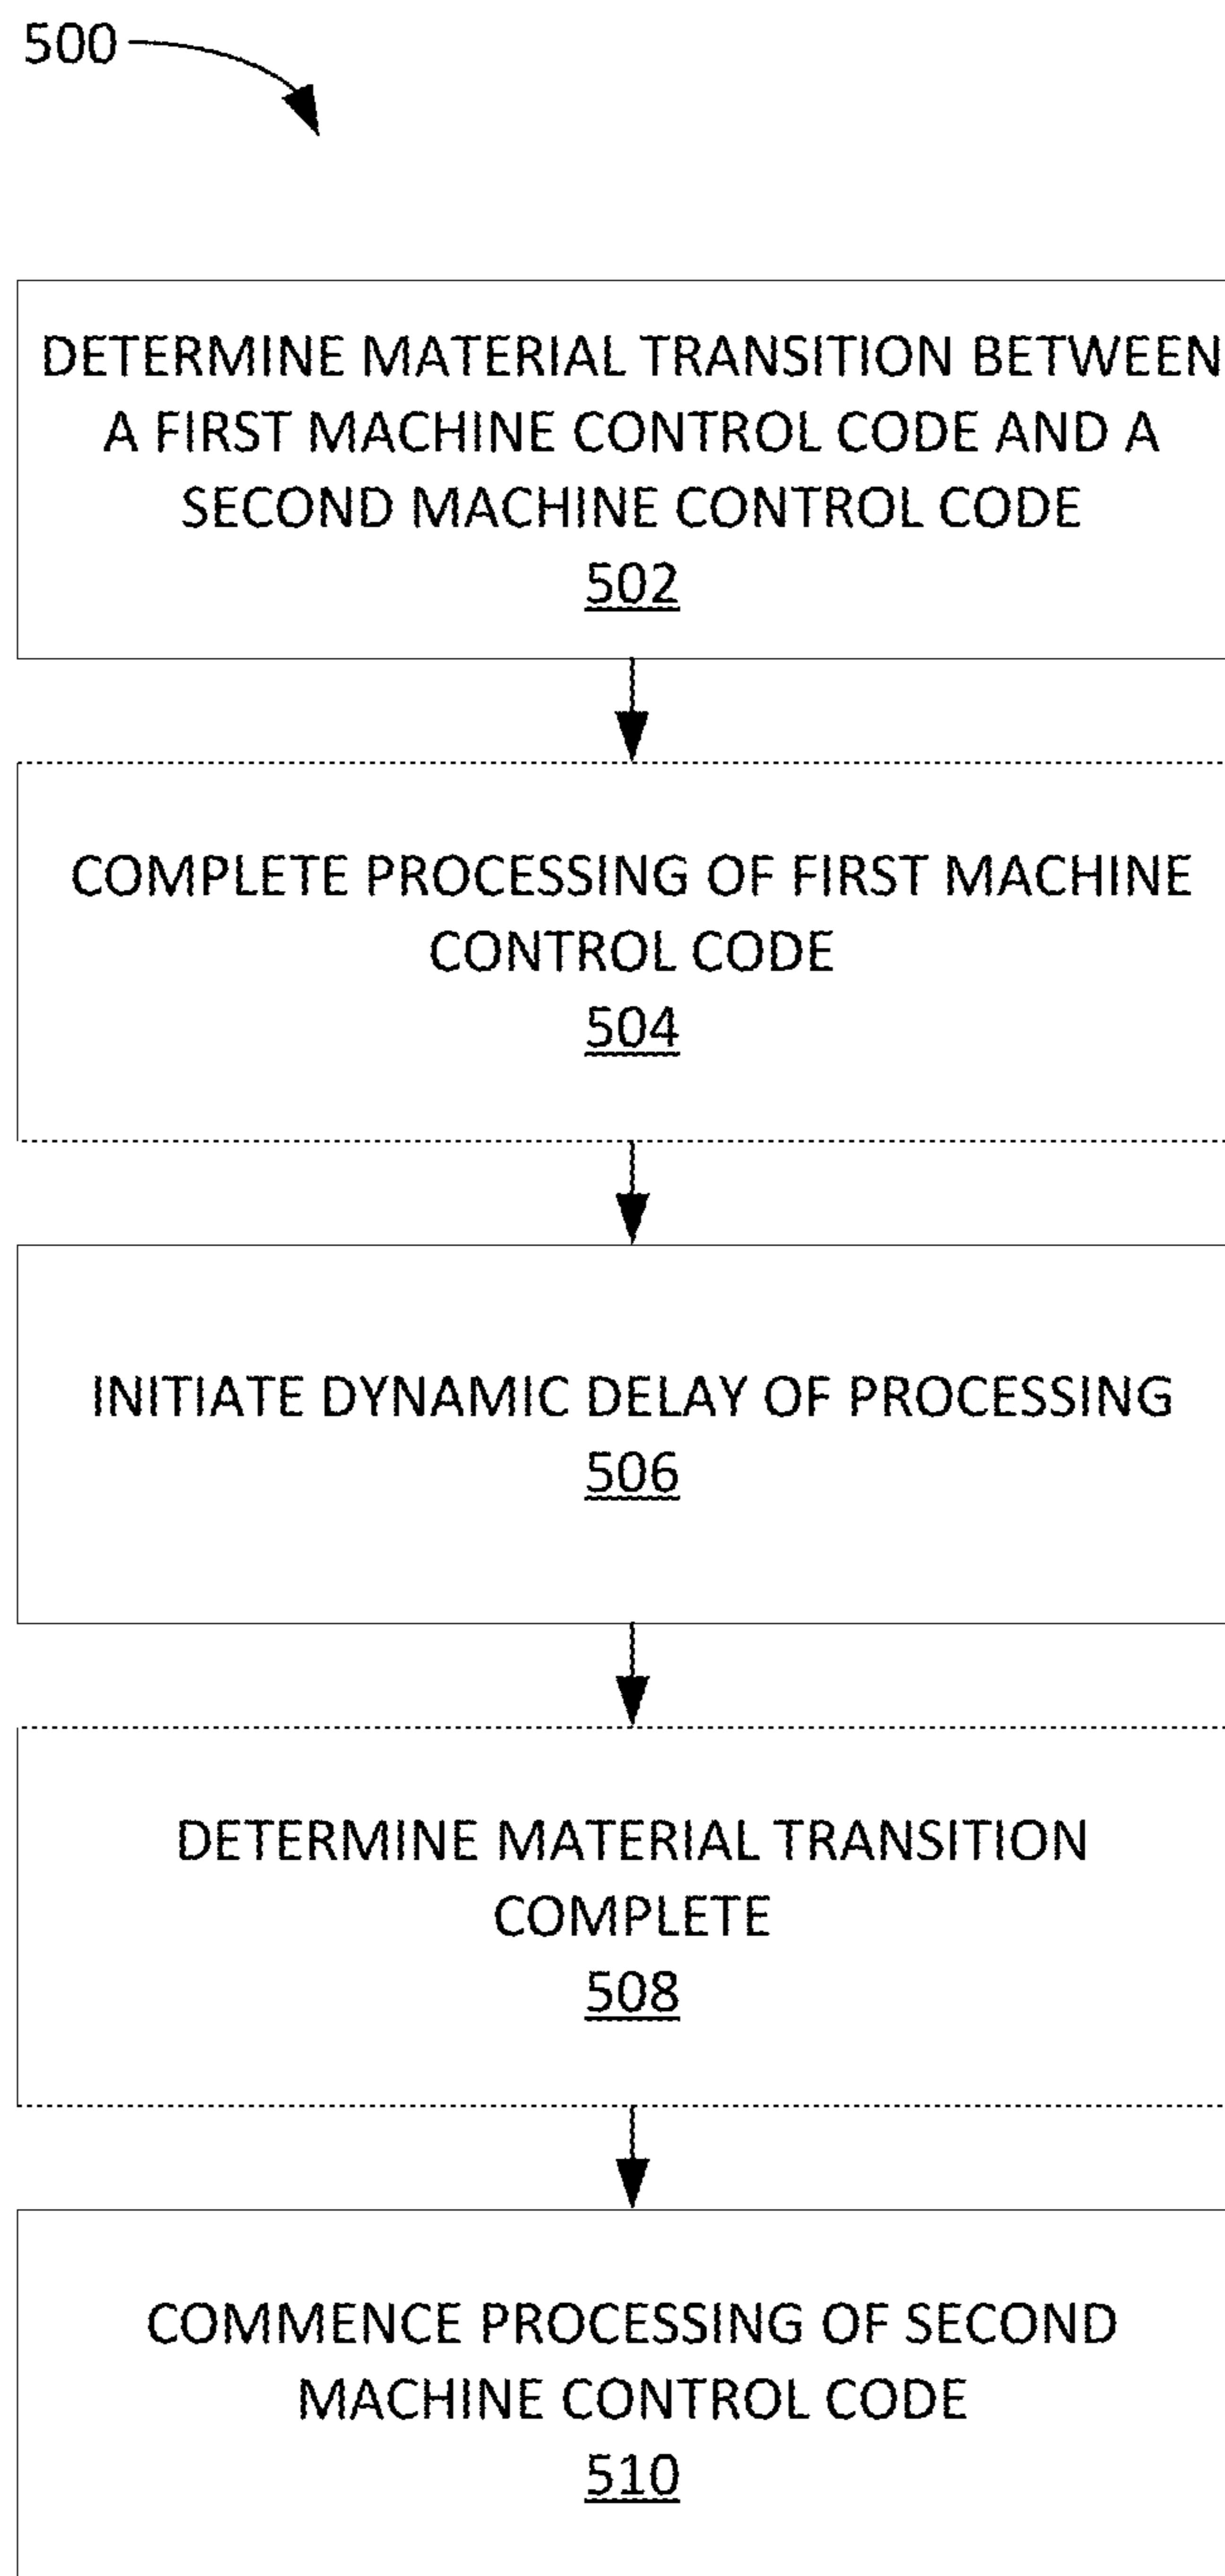 500
DETERMINE MATERIAL TRANSITION BETWEEN
A FIRST MACHINE CONTROL CODE AND A
SECOND MACHINE CONTROL CODE
502
COMPLETE PROCESSING OF FIRST MACHINE
CONTROL CODE
504
INITIATE DYNAMIC DELAY OF PROCESSING
506
DETERMINE MATERIAL TRANSITION
COMPLETE
508
COMMENCE PROCESSING OF SECOND
MACHINE CONTROL CODE
510